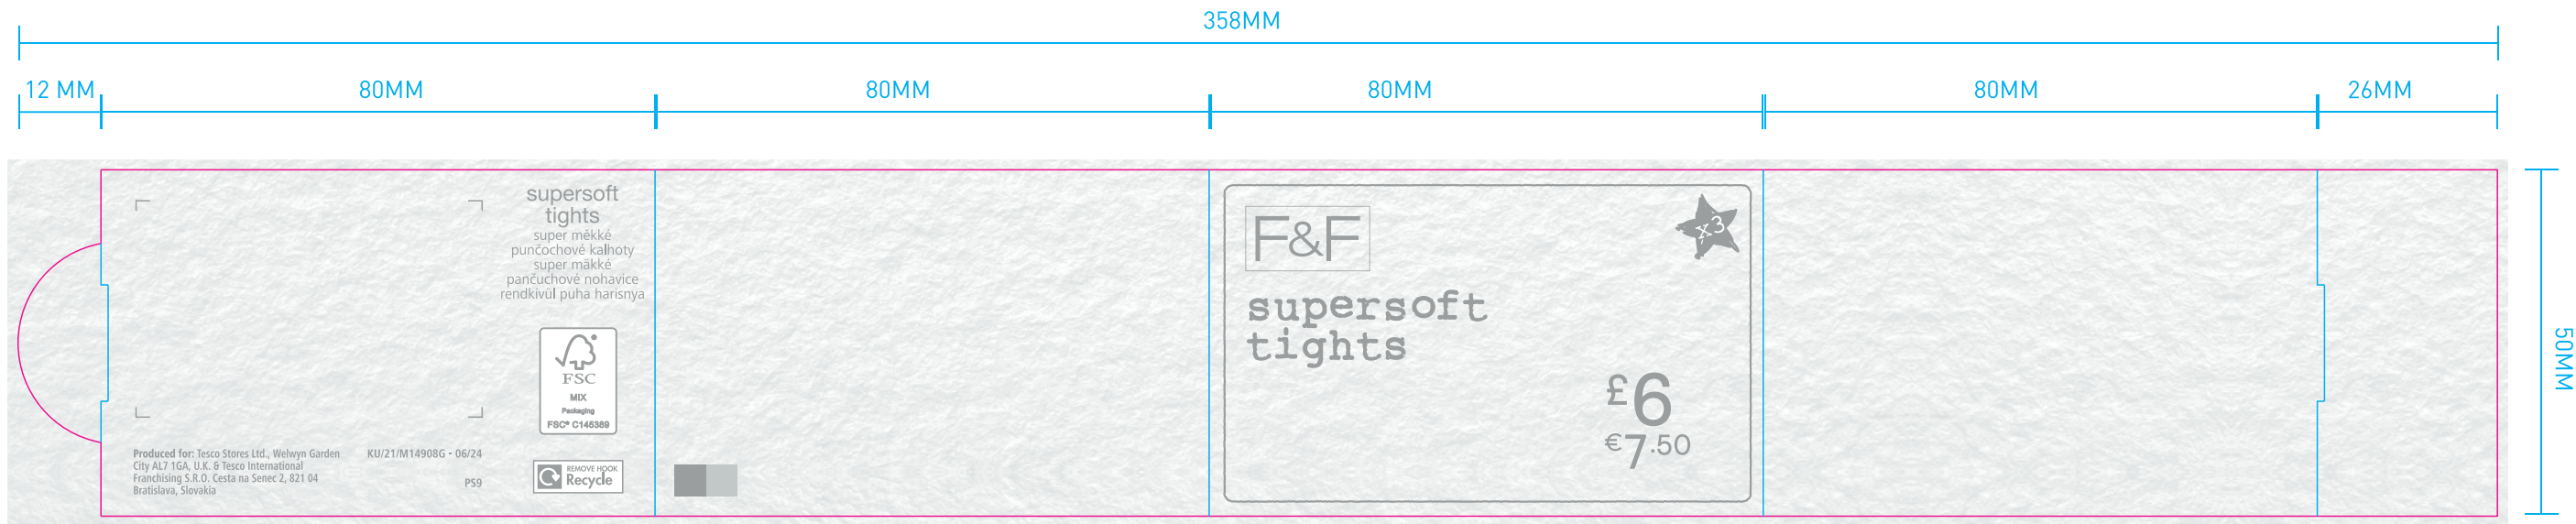 358MM
12 MM
80MM
80MM
80MM
80MM
26MM
50MM
supersoft
tights
super měkké
punčochové kalhoty
super mäkké
pančuchové nohavice
rendkivül puha harisnya
FSC
MIX
Packaging
FSC® C145389
Produced for: Tesco Stores Ltd., Welwyn Garden
City AL7 1GA, U.K. & Tesco International
Franchising S.R.O. Cesta na Senec 2, 821 04
Bratislava, Slovakia
KU/21/M14908G - 06/24
PS9
REMOVE HOOK
Recycle
F&F
x3
supersoft
tights
£6
€7.50